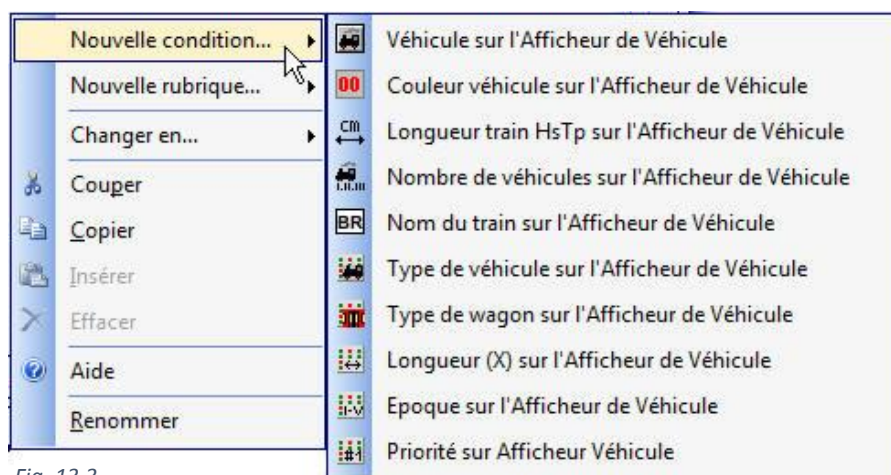 Nouvelle condition...
Nouvelle rubrique...
Changer en...
Couper
Copier
Insérer
Effacer
Aide
Renommer
Véhicule sur l'Afficheur de Véhicule
00 Couleur véhicule sur l'Afficheur de Véhicule
cm Longueur train HsTp sur l'Afficheur de Véhicule
I.II.III Nombre de véhicules sur l'Afficheur de Véhicule
BR Nom du train sur l'Afficheur de Véhicule
Type de véhicule sur l'Afficheur de Véhicule
Type de wagon sur l'Afficheur de Véhicule
Longueur (X) sur l'Afficheur de Véhicule
I-V Epoque sur l'Afficheur de Véhicule
#1 Priorité sur Afficheur Véhicule